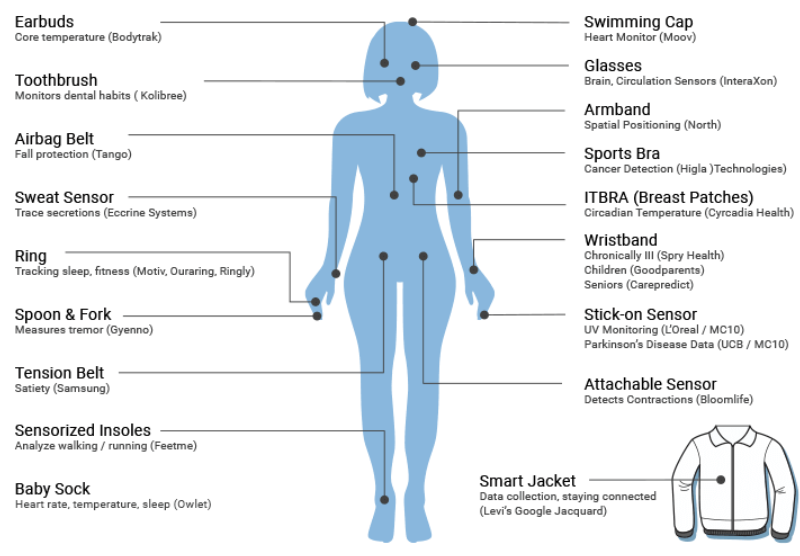 Earbuds
Core temperature (Bodytrak)
Toothbrush
Monitors dental habits ( Kolibree)
Airbag Belt
Fall protection (Tango)
Sweat Sensor
Trace secretions (Eccrine Systems)
Ring
Tracking sleep, fitness (Motiv, Ouraring, Ringly)
Spoon & Fork
Measures tremor (Gyenno)
Tension Belt
Satiety (Samsung)
Sensorized Insoles
Analyze walking / running (Feetme)
Baby Sock
Heart rate, temperature, sleep (Owlet)
Swimming Cap
Heart Monitor (Moov)
Glasses
Brain, Circulation Sensors (InteraXon)
Armband
Spatial Positioning (North)
Sports Bra
Cancer Detection (Higla )Technologies)
ITBRA (Breast Patches)
Circadian Temperature (Cyrcadia Health)
Wristband
Chronically III (Spry Health)
Children (Goodparents)
Seniors (Carepredict)
Stick-on Sensor
UV Monitoring (L'Oreal / MC10)
Parkinson's Disease Data (UCB / MC10)
Attachable Sensor
Detects Contractions (Bloomlife)
Smart Jacket
Data collection, staying connected
(Levi's Google Jacquard)